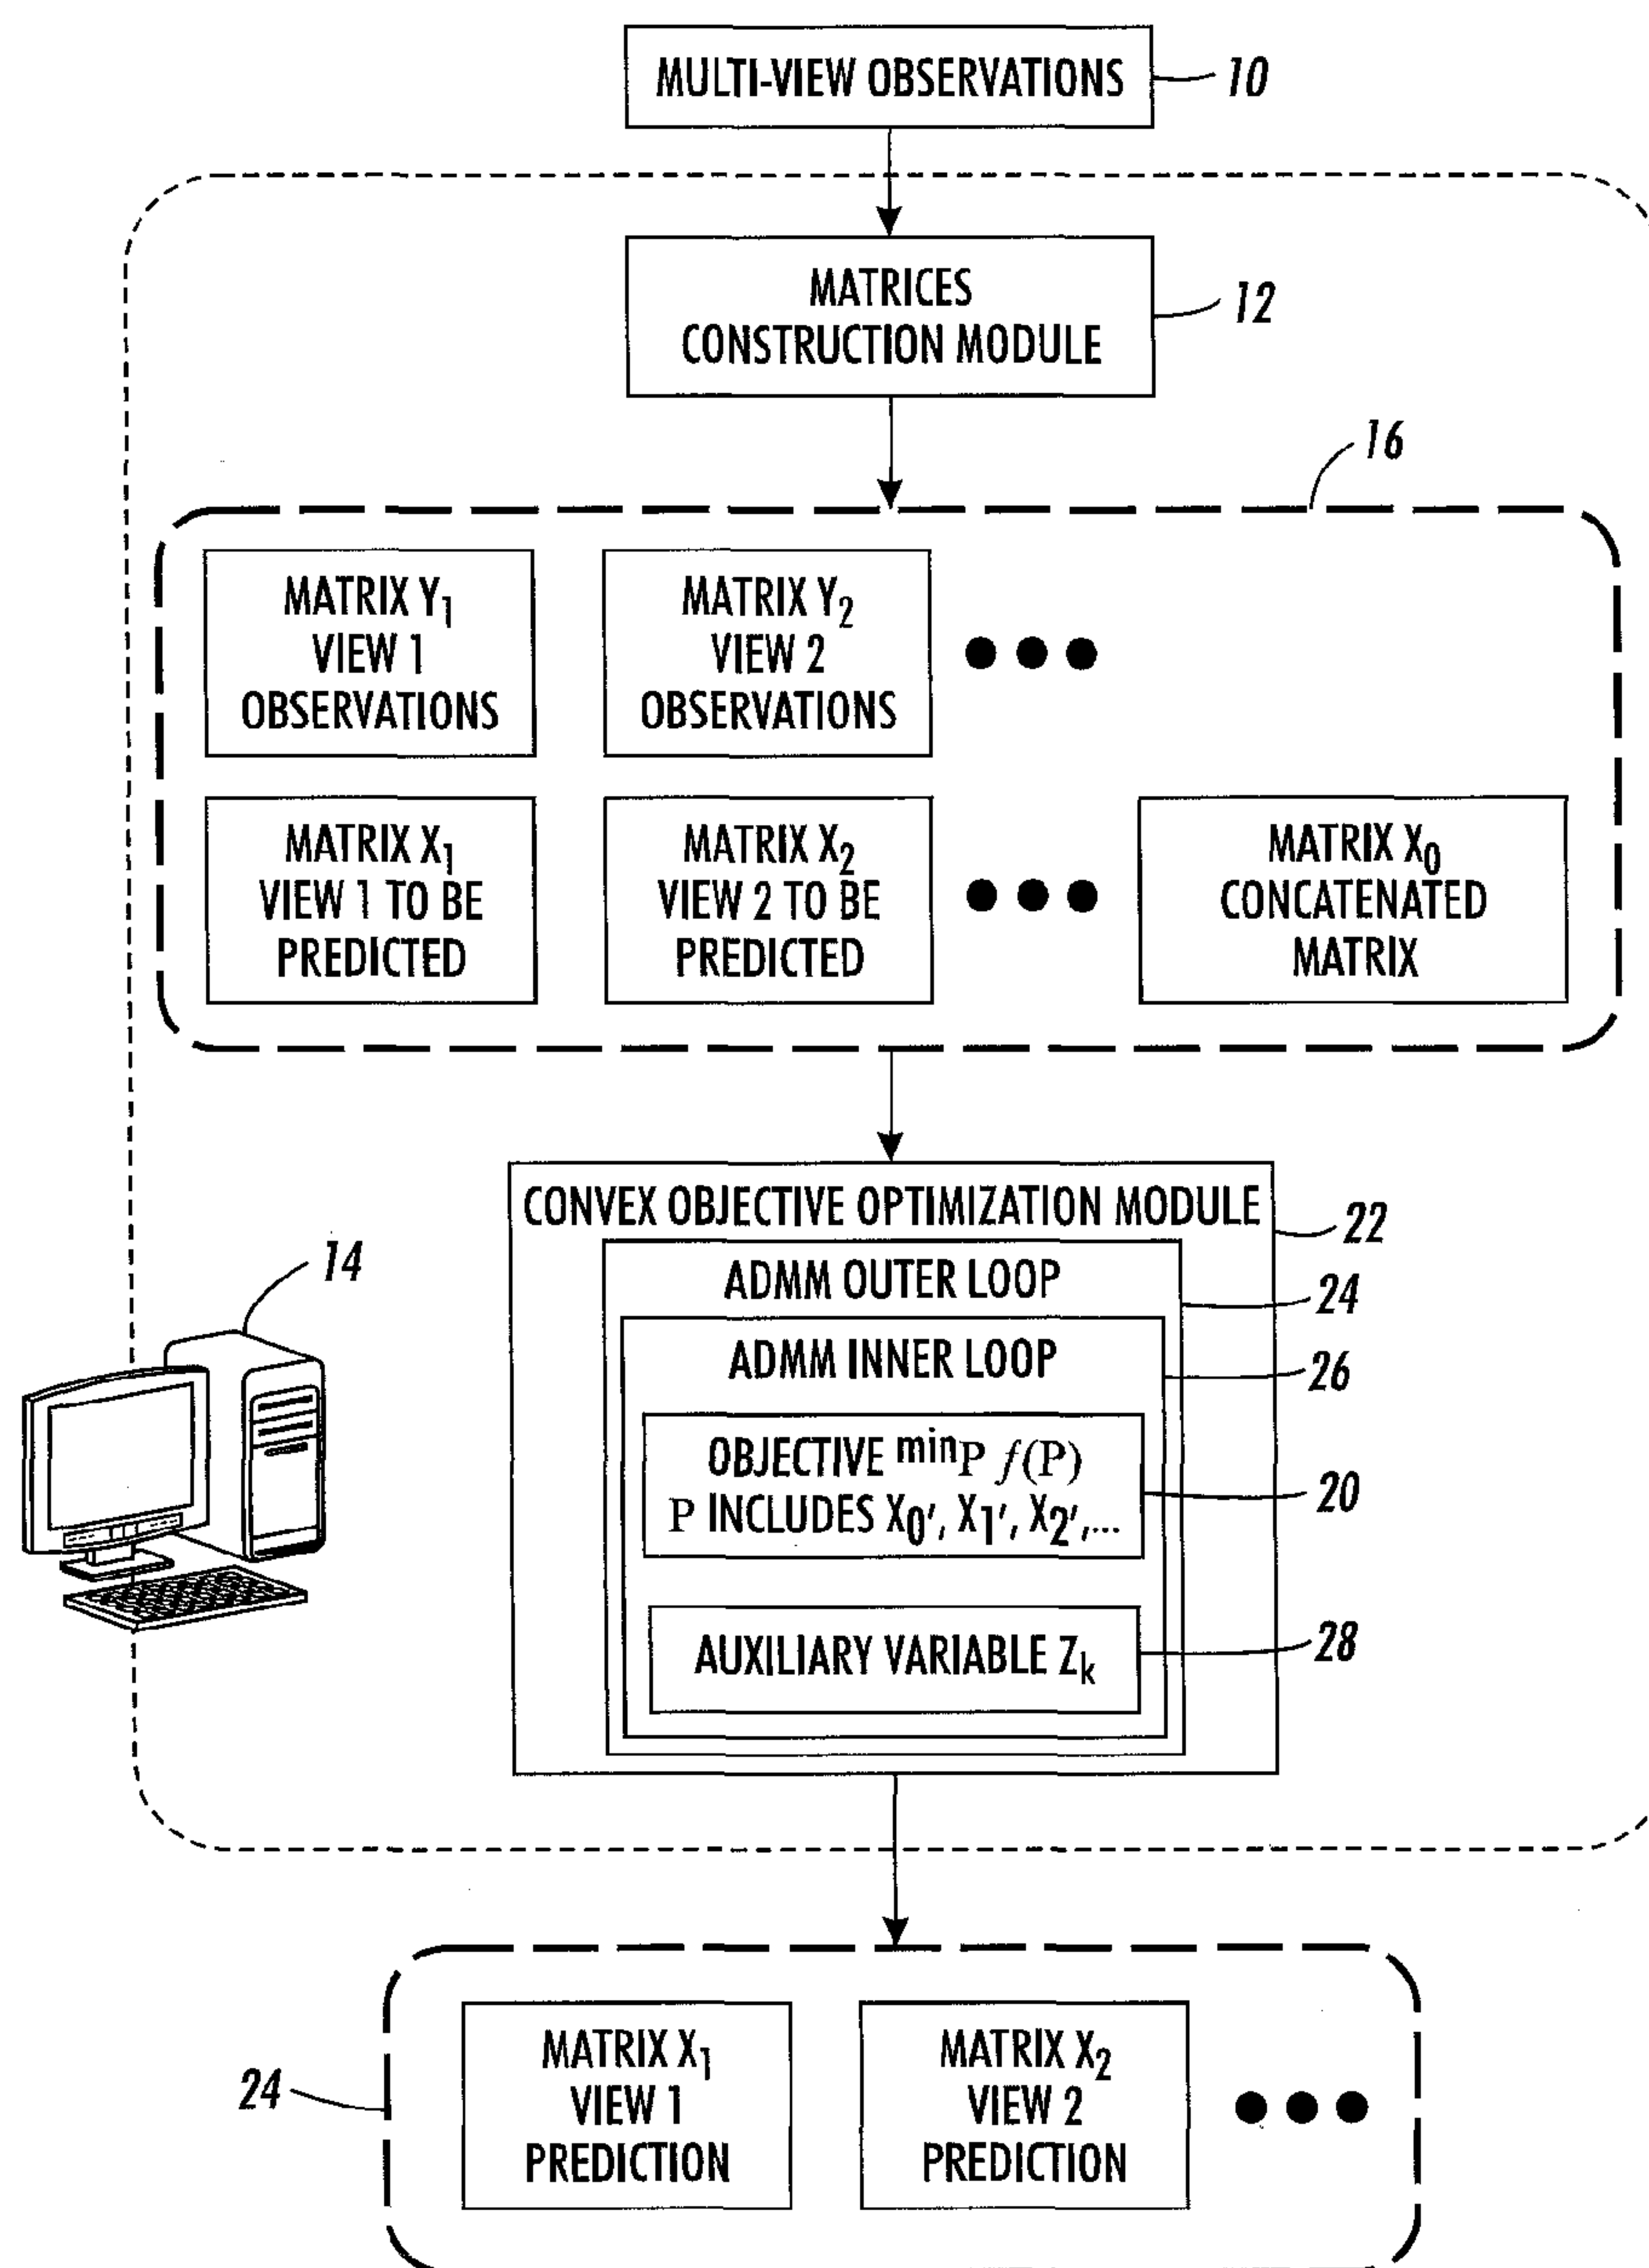 MULTI-VIEW OBSERVATIONS
10
MATRICES
CONSTRUCTION MODULE
12
16
MATRIX Y1
VIEW 1
OBSERVATIONS
MATRIX Y2
VIEW 2
OBSERVATIONS
MATRIX X1
VIEW 1 TO BE
PREDICTED
MATRIX X2
VIEW 2 TO BE
PREDICTED
MATRIX X0
CONCATENATED
MATRIX
CONVEX OBJECTIVE OPTIMIZATION MODULE
22
14
ADMM OUTER LOOP
24
ADMM INNER LOOP
26
OBJECTIVE minP f(P)
P INCLUDES X0', X1', X2',...
20
AUXILIARY VARIABLE Zk
28
24
MATRIX X1
VIEW 1
PREDICTION
MATRIX X2
VIEW 2
PREDICTION